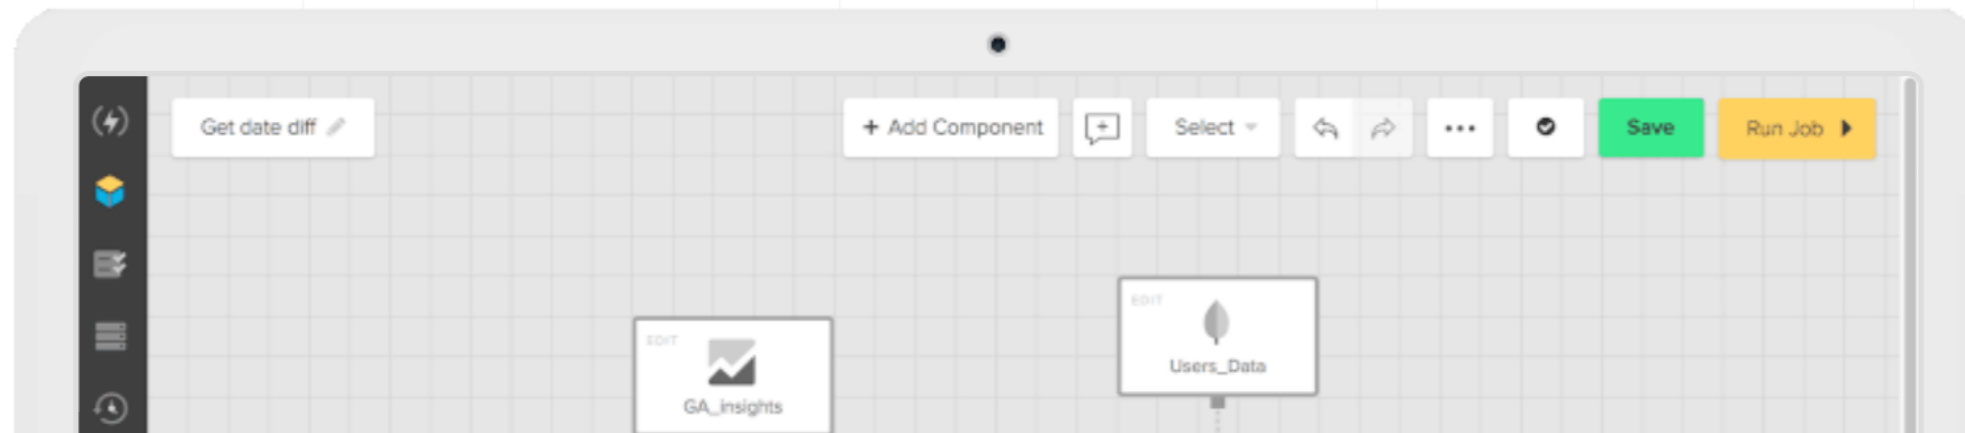 Get date diff
+ Add Component
Select
Save
Run Job
EDIT
Users_Data
EDIT
GA_insights